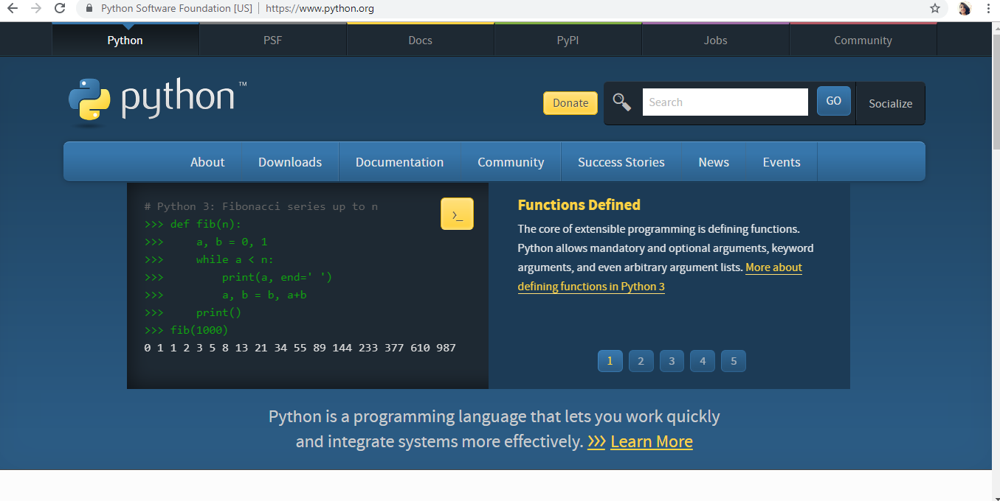 Python Software Foundation [US] | https://www.python.org
Python PSF Docs PyPI Jobs Community
python™
Donate Search GO Socialize
About Downloads Documentation Community Success Stories News Events
# Python 3: Fibonacci series up to n
>>> def fib(n):
>>>     a, b = 0, 1
>>>     while a < n:
>>>         print(a, end=' ')
>>>         a, b = b, a+b
>>>     print()
>>> fib(1000)
0 1 1 2 3 5 8 13 21 34 55 89 144 233 377 610 987
>_
Functions Defined
The core of extensible programming is defining functions.
Python allows mandatory and optional arguments, keyword
arguments, and even arbitrary argument lists. More about
defining functions in Python 3
1 2 3 4 5
Python is a programming language that lets you work quickly
and integrate systems more effectively. >>> Learn More